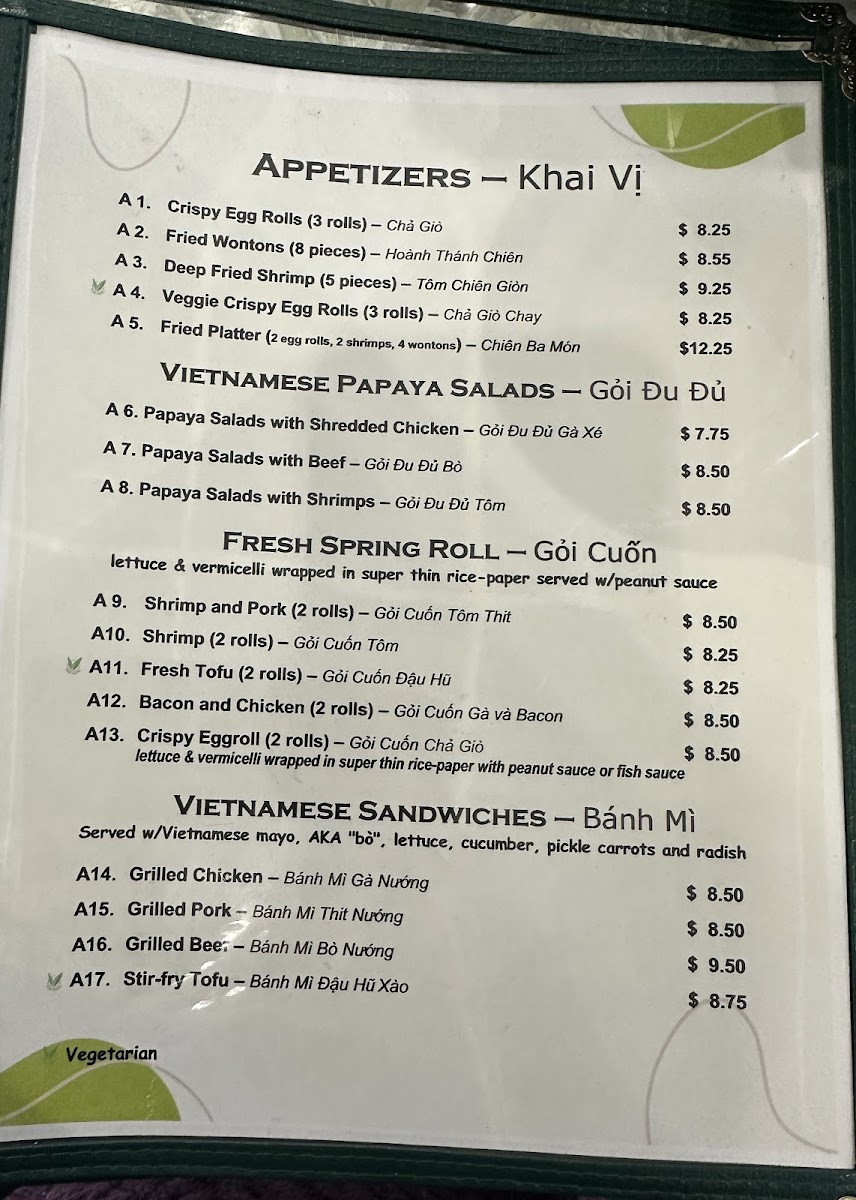 APPETIZERS – Khai Vị
A 1. Crispy Egg Rolls (3 rolls) – Chả Giò $ 8.25
A 2. Fried Wontons (8 pieces) – Hoành Thánh Chiên $ 8.55
A 3. Deep Fried Shrimp (5 pieces) – Tôm Chiên Giòn $ 9.25
A 4. Veggie Crispy Egg Rolls (3 rolls) – Chả Giò Chay $ 8.25
A 5. Fried Platter (2 egg rolls, 2 shrimps, 4 wontons) – Chiên Ba Món $12.25
VIETNAMESE PAPAYA SALADS – Gỏi Đu Đủ
A 6. Papaya Salads with Shredded Chicken – Gỏi Đu Đủ Gà Xé $ 7.75
A 7. Papaya Salads with Beef – Gỏi Đu Đủ Bò $ 8.50
A 8. Papaya Salads with Shrimps – Gỏi Đu Đủ Tôm $ 8.50
FRESH SPRING ROLL – Gỏi Cuốn
lettuce & vermicelli wrapped in super thin rice-paper served w/peanut sauce
A 9. Shrimp and Pork (2 rolls) – Gỏi Cuốn Tôm Thit $ 8.50
A10. Shrimp (2 rolls) – Gỏi Cuốn Tôm $ 8.25
A11. Fresh Tofu (2 rolls) – Gỏi Cuốn Đậu Hũ $ 8.25
A12. Bacon and Chicken (2 rolls) – Gỏi Cuốn Gà và Bacon $ 8.50
A13. Crispy Eggroll (2 rolls) – Gỏi Cuốn Chả Giò $ 8.50
lettuce & vermicelli wrapped in super thin rice-paper with peanut sauce or fish sauce
VIETNAMESE SANDWICHES – Bánh Mì
Served w/Vietnamese mayo, AKA "bò", lettuce, cucumber, pickle carrots and radish
A14. Grilled Chicken – Bánh Mì Gà Nướng $ 8.50
A15. Grilled Pork – Bánh Mì Thit Nướng $ 8.50
A16. Grilled Beef – Bánh Mì Bò Nướng $ 9.50
A17. Stir-fry Tofu – Bánh Mì Đậu Hũ Xào $ 8.75
Vegetarian